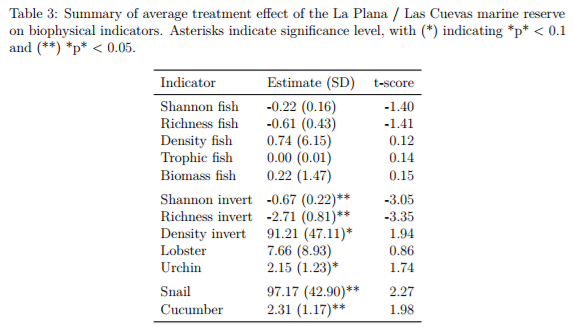 Table 3: Summary of average treatment effect of the La Plana / Las Cuevas marine reserve
on biophysical indicators. Asterisks indicate significance level, with (*) indicating *p* < 0.1
and (**) *p* < 0.05.
Indicator Estimate (SD) t-score
Shannon fish -0.22 (0.16) -1.40
Richness fish -0.61 (0.43) -1.41
Density fish 0.74 (6.15) 0.12
Trophic fish 0.00 (0.01) 0.14
Biomass fish 0.22 (1.47) 0.15
Shannon invert -0.67 (0.22)** -3.05
Richness invert -2.71 (0.81)** -3.35
Density invert 91.21 (47.11)* 1.94
Lobster 7.66 (8.93) 0.86
Urchin 2.15 (1.23)* 1.74
Snail 97.17 (42.90)** 2.27
Cucumber 2.31 (1.17)** 1.98